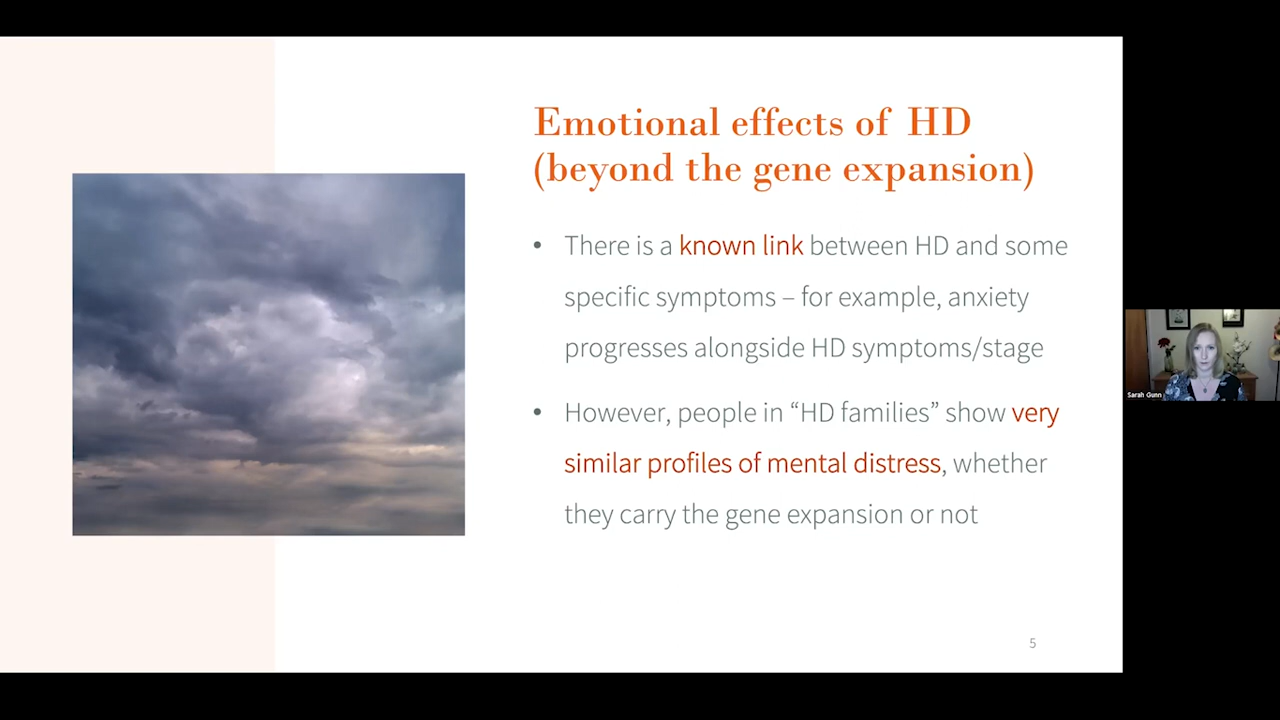 Emotional effects of HD
(beyond the gene expansion)
• There is a known link between HD and some
specific symptoms – for example, anxiety
progresses alongside HD symptoms/stage
• However, people in “HD families” show very
similar profiles of mental distress, whether
they carry the gene expansion or not
Sarah Gunn
5